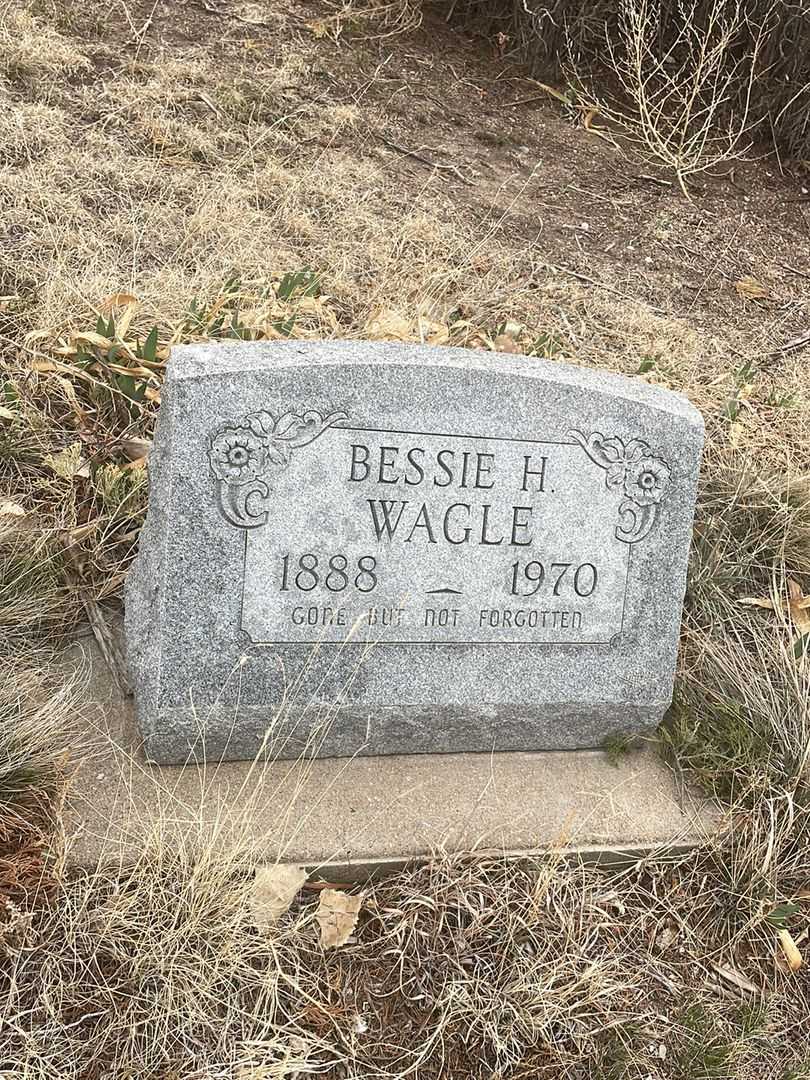 BESSIE H.
WAGLE
1888 – 1970
GONE BUT NOT FORGOTTEN